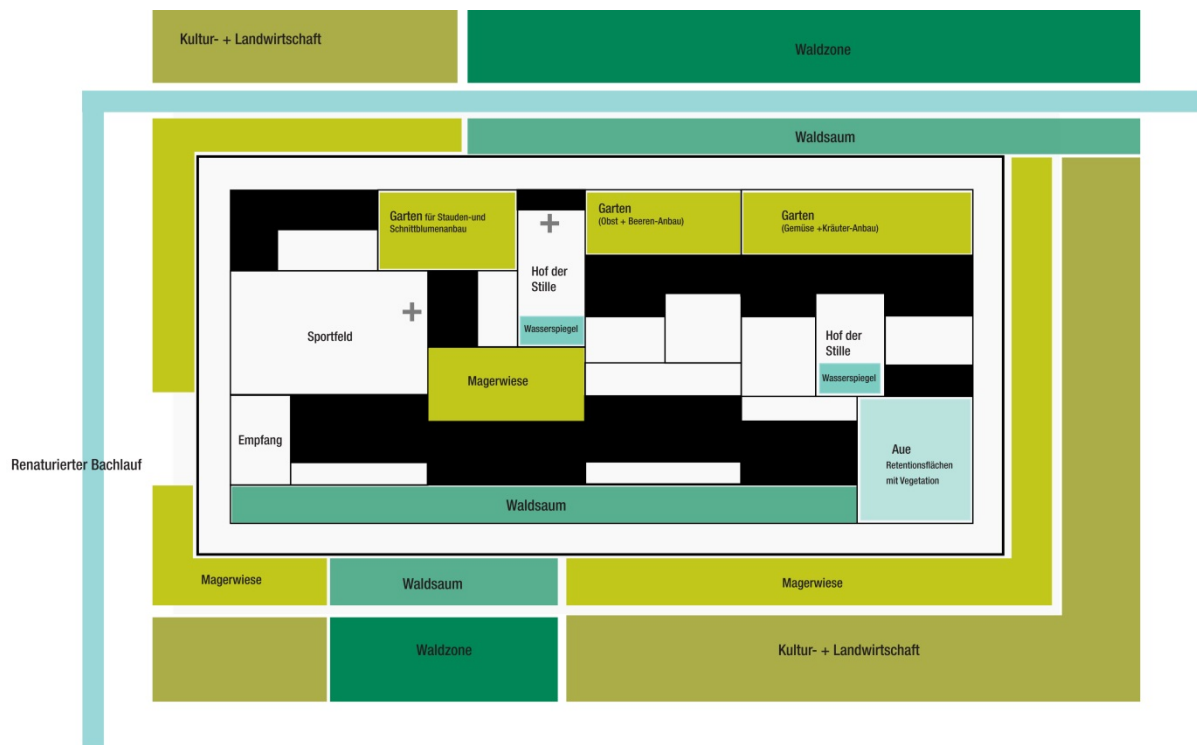 Kultur- + Landwirtschaft
Waldzone
Waldsaum
Garten für Stauden-und
Schnittblumenanbau
Garten
(Obst + Beeren-Anbau)
Garten
(Gemüse +Kräuter-Anbau)
Hof der
Stille
Wasserspiegel
Sportfeld
Hof der
Stille
Wasserspiegel
Magerwiese
Empfang
Aue
Retentionsflächen
mit Vegetation
Renaturierter Bachlauf
Waldsaum
Magerwiese
Waldsaum
Magerwiese
Waldzone
Kultur- + Landwirtschaft